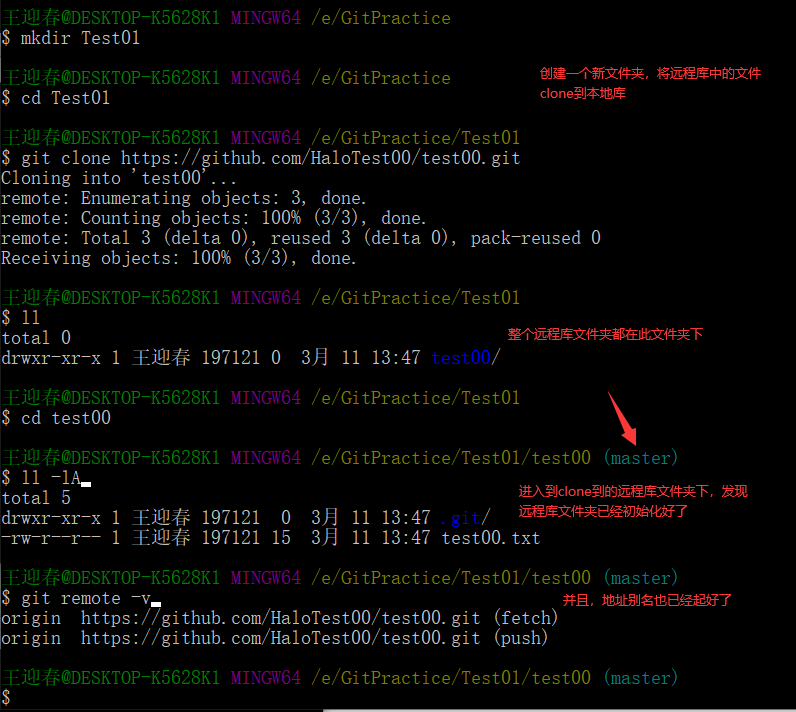 王迎春@DESKTOP-K5628K1 MINGW64 /e/GitPractice
$ mkdir Test01
王迎春@DESKTOP-K5628K1 MINGW64 /e/GitPractice
创建一个新文件夹，将远程库中的文件
clone到本地库
$ cd Test01
王迎春@DESKTOP-K5628K1 MINGW64 /e/GitPractice/Test01
$ git clone https://github.com/HaloTest00/test00.git
Cloning into 'test00'...
remote: Enumerating objects: 3, done.
remote: Counting objects: 100% (3/3), done.
remote: Total 3 (delta 0), reused 3 (delta 0), pack-reused 0
Receiving objects: 100% (3/3), done.
王迎春@DESKTOP-K5628K1 MINGW64 /e/GitPractice/Test01
$ ll
total 0
整个远程库文件夹都在此文件夹下
drwxr-xr-x 1 王迎春 197121 0  3月 11 13:47 test00/
王迎春@DESKTOP-K5628K1 MINGW64 /e/GitPractice/Test01
$ cd test00
王迎春@DESKTOP-K5628K1 MINGW64 /e/GitPractice/Test01/test00 (master)
$ ll -lA
total 5
进入到clone到的远程库文件夹下，发现
远程库文件夹已经初始化好了
drwxr-xr-x 1 王迎春 197121  0  3月 11 13:47 .git/
-rw-r--r-- 1 王迎春 197121 15  3月 11 13:47 test00.txt
王迎春@DESKTOP-K5628K1 MINGW64 /e/GitPractice/Test01/test00 (master)
$ git remote -v
并且，地址别名也已经起好了
origin  https://github.com/HaloTest00/test00.git (fetch)
origin  https://github.com/HaloTest00/test00.git (push)
王迎春@DESKTOP-K5628K1 MINGW64 /e/GitPractice/Test01/test00 (master)
$